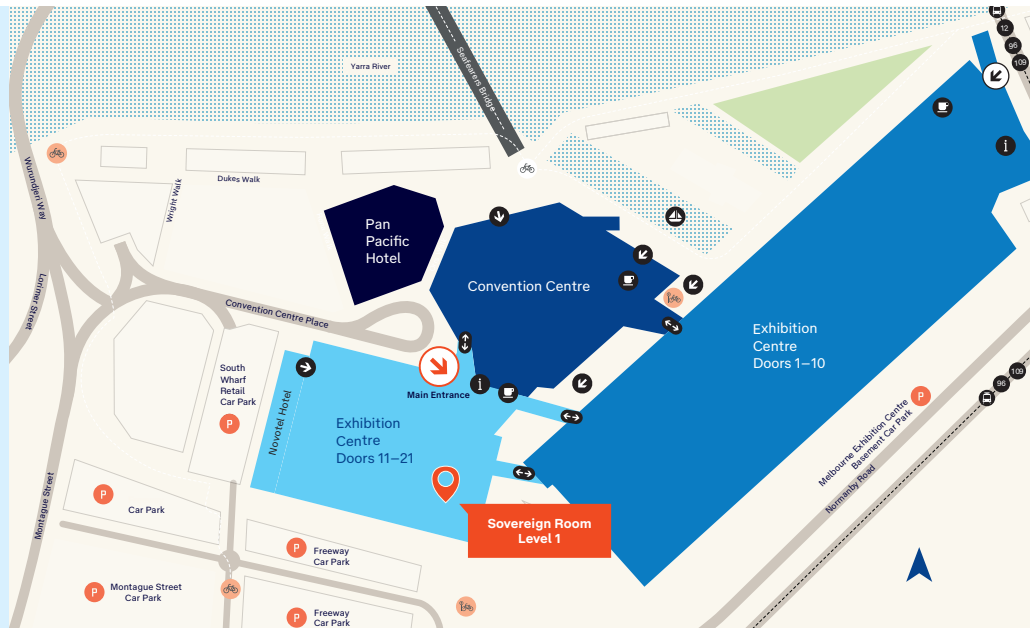 Yarra River
Seafarers Bridge
12
96
109
i
Wurundjeri Way
Dukes Walk
Wright Walk
Pan
Pacific
Hotel
Convention Centre
Lorimer Street
Convention Centre Place
Exhibition
Centre
Doors 1–10
South
Wharf
Retail
Car Park
P
Novotel Hotel
Main Entrance
i
Exhibition
Centre
Doors 11–21
109
96
P
Melbourne Exhibition Centre
Basement Car Park
Normanby Road
Montague Street
P
Car Park
Sovereign Room
Level 1
P
Freeway
Car Park
P
Montague Street
Car Park
P
Freeway
Car Park